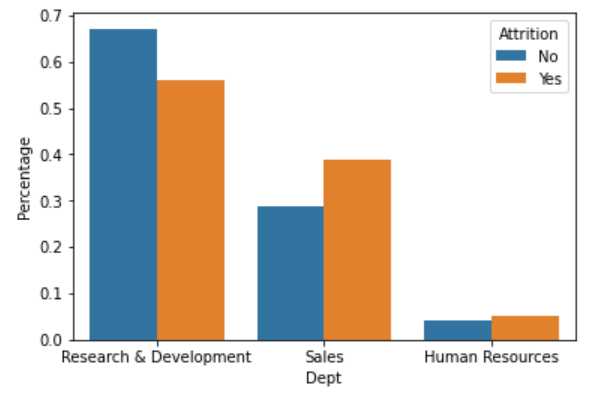 0.7
0.6
0.5
0.4
0.3
0.2
0.1
0.0
Percentage
Attrition
No
Yes
Research & Development Sales Human Resources
Dept